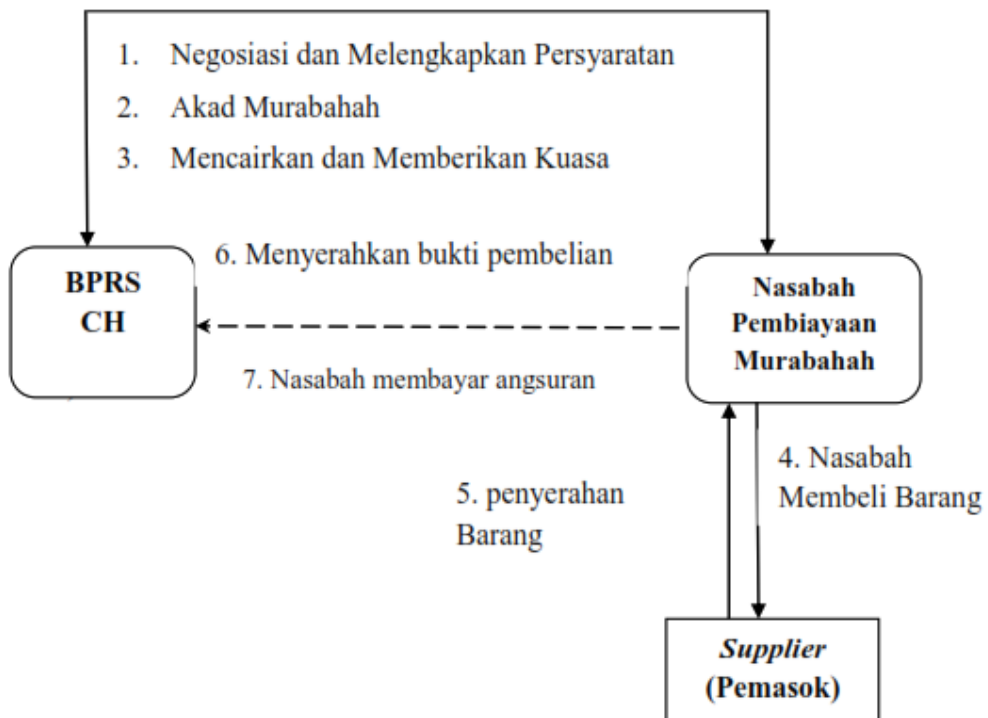 1. Negosiasi dan Melengkapkan Persyaratan
2. Akad Murabahah
3. Mencairkan dan Memberikan Kuasa
6. Menyerahkan bukti pembelian
BPRS
CH
Nasabah
Pembiayaan
Murabahah
7. Nasabah membayar angsuran
4. Nasabah
Membeli Barang
5. penyerahan
Barang
Supplier
(Pemasok)